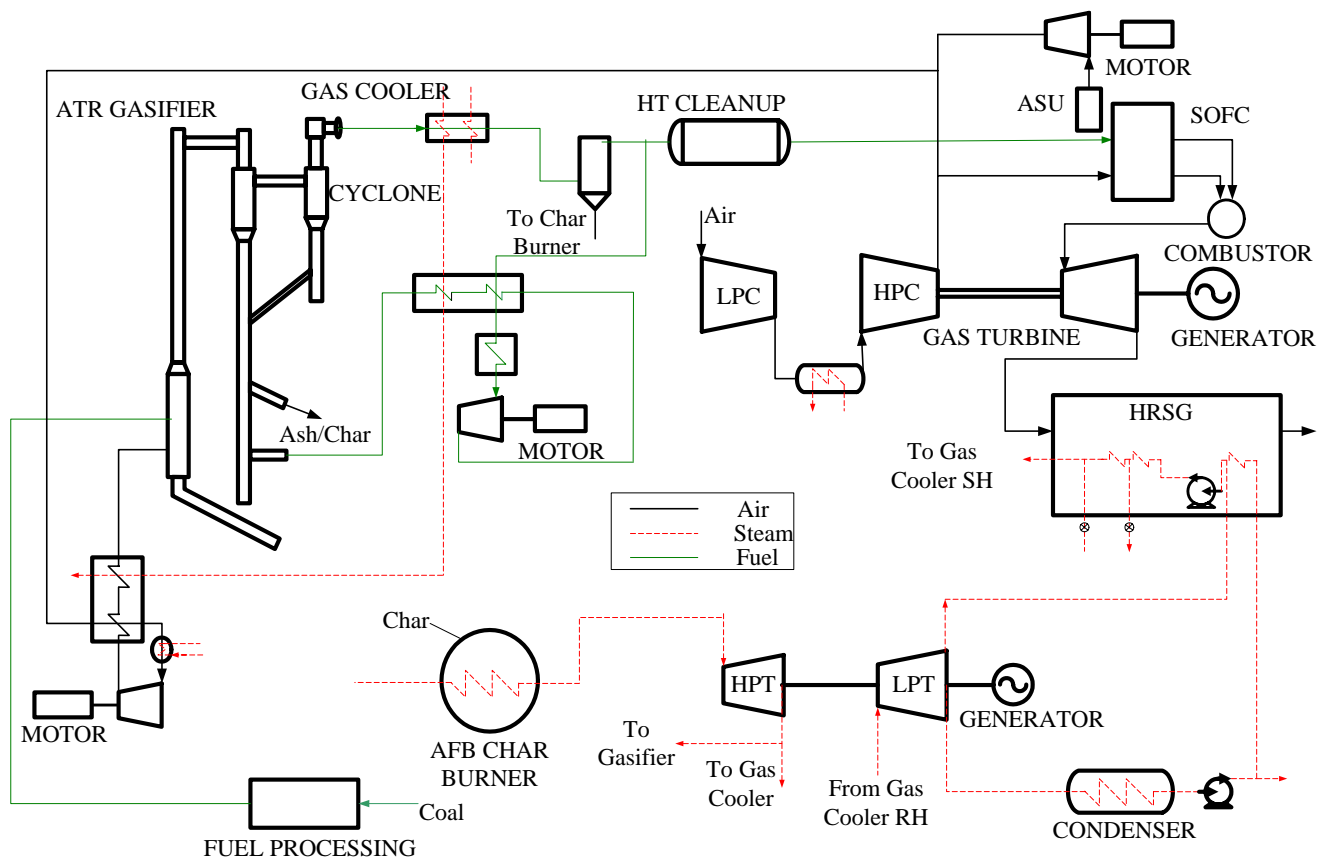 MOTOR
GAS COOLER
ATR GASIFIER
HT CLEANUP
ASU
SOFC
CYCLONE
To Char
Burner
Air
COMBUSTOR
LPC
HPC
GAS TURBINE
GENERATOR
Ash/Char
MOTOR
HRSG
To Gas
Cooler SH
Air
Steam
Fuel
Char
HPT
LPT
GENERATOR
MOTOR
AFB CHAR
BURNER
To
Gasifier
To Gas
Cooler
From Gas
Cooler RH
Coal
CONDENSER
FUEL PROCESSING